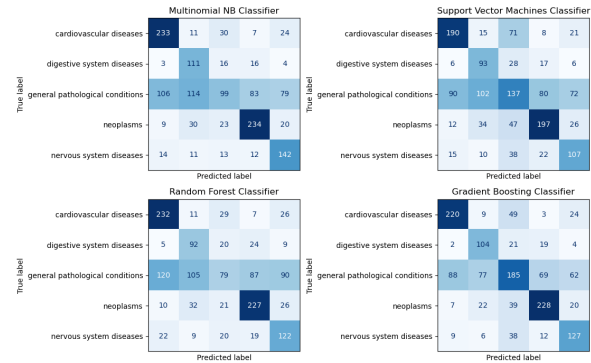 Multinomial NB Classifier
True label
cardiovascular diseases 233 11 30 7 24
digestive system diseases 3 111 16 16 4
general pathological conditions 106 114 99 83 79
neoplasms 9 30 23 234 20
nervous system diseases 14 11 13 12 142
Predicted label
Support Vector Machines Classifier
True label
cardiovascular diseases 190 15 71 8 21
digestive system diseases 6 93 28 17 6
general pathological conditions 90 102 137 80 72
neoplasms 12 34 47 197 26
nervous system diseases 15 10 38 22 107
Predicted label
Random Forest Classifier
True label
cardiovascular diseases 232 11 29 7 26
digestive system diseases 5 92 20 24 9
general pathological conditions 120 105 79 87 90
neoplasms 10 32 21 227 26
nervous system diseases 22 9 20 19 122
Predicted label
Gradient Boosting Classifier
True label
cardiovascular diseases 220 9 49 3 24
digestive system diseases 2 104 21 19 4
general pathological conditions 88 77 185 69 62
neoplasms 7 22 39 228 20
nervous system diseases 9 6 38 12 127
Predicted label